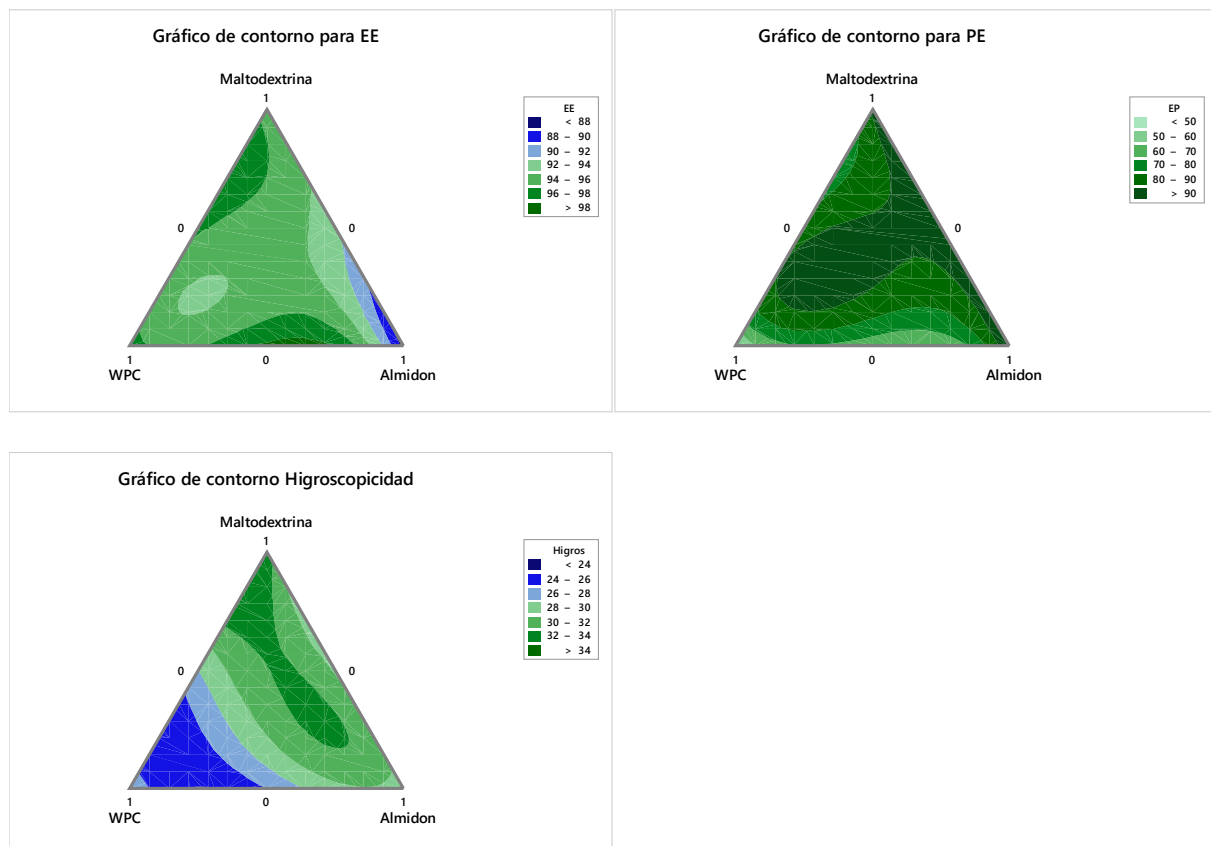 Gráfico de contorno para EE
Maltodextrina
1
0
0
1
0
1
WPC
Almidon
EE
< 88
88 – 90
90 – 92
92 – 94
94 – 96
96 – 98
> 98
Gráfico de contorno para PE
Maltodextrina
1
0
0
1
0
1
WPC
Almidon
EP
< 50
50 – 60
60 – 70
70 – 80
80 – 90
> 90
Gráfico de contorno Higroscopicidad
Maltodextrina
1
0
0
1
0
1
WPC
Almidon
Higros
< 24
24 – 26
26 – 28
28 – 30
30 – 32
32 – 34
> 34